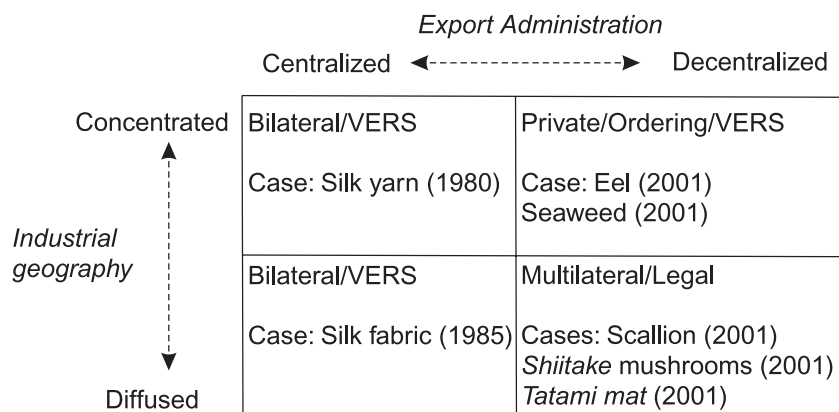 Export Administration
Centralized Decentralized
Concentrated
Industrial
geography
Diffused
Bilateral/VERS
Case: Silk yarn (1980)
Private/Ordering/VERS
Case: Eel (2001)
Seaweed (2001)
Bilateral/VERS
Case: Silk fabric (1985)
Multilateral/Legal
Cases: Scallion (2001)
Shiitake mushrooms (2001)
Tatami mat (2001)